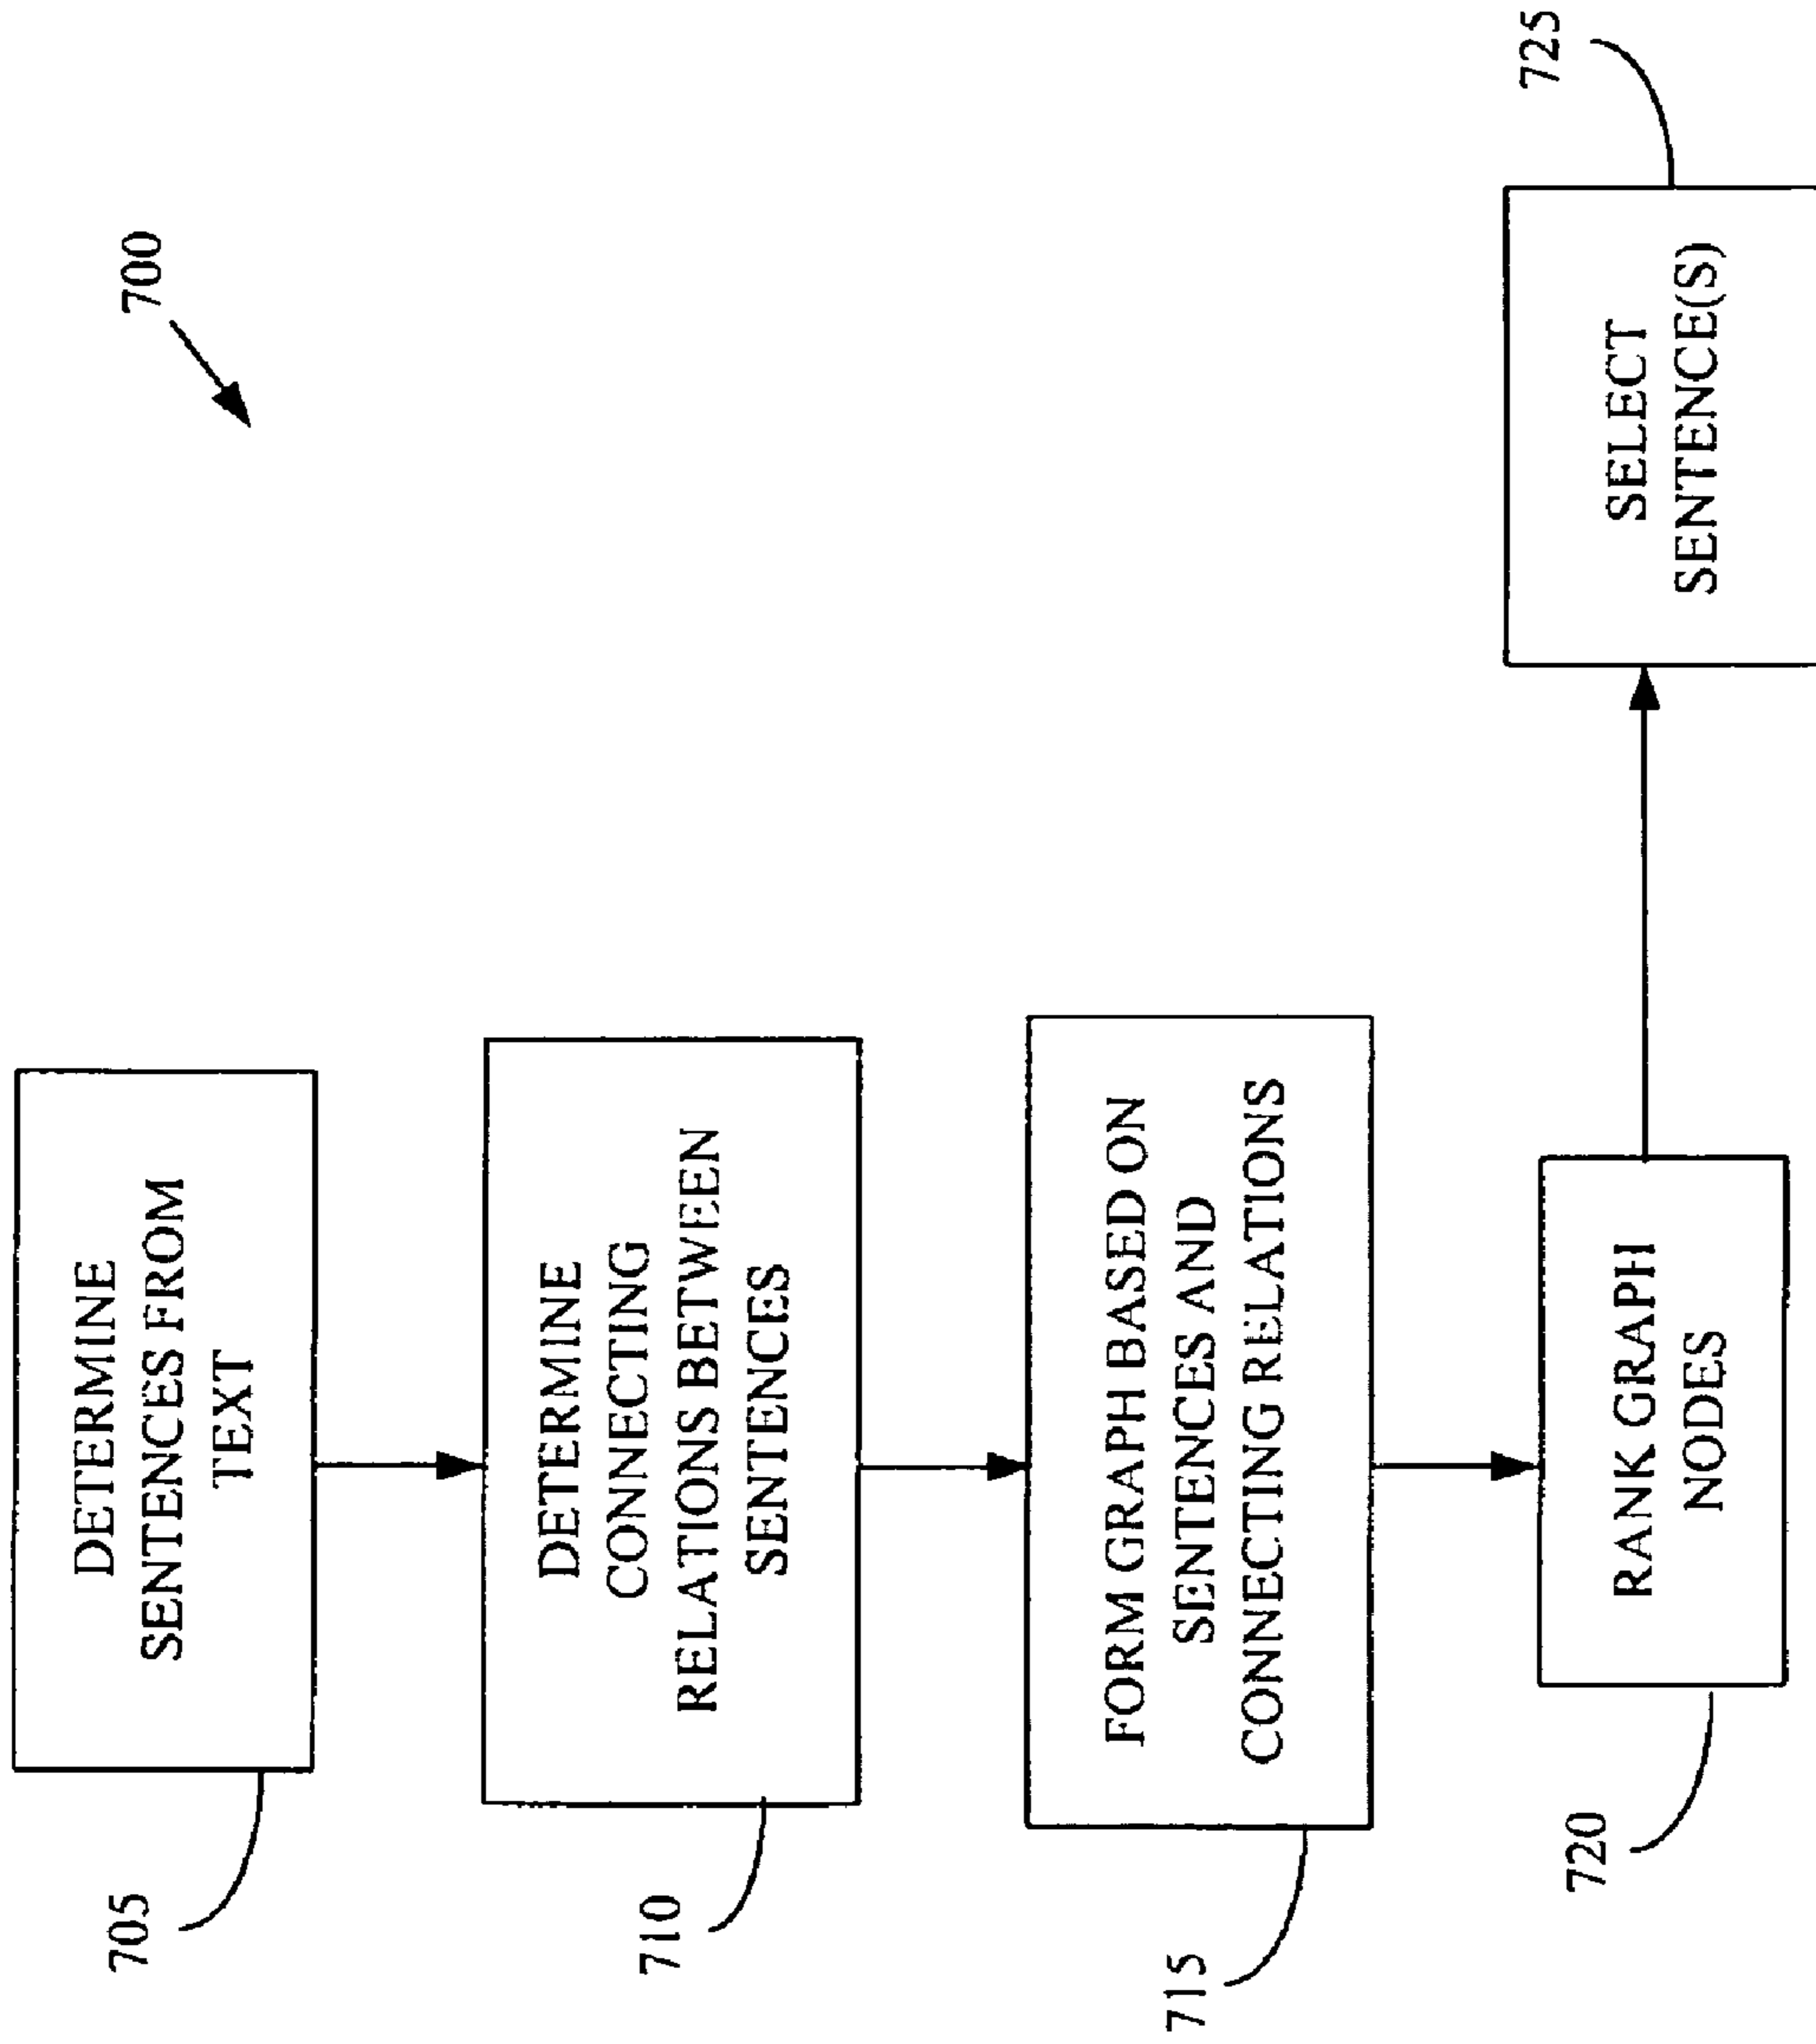 700
705
DETERMINE
SENTENCES FROM
TEXT
710
DETERMINE
CONNECTING
RELATIONS BETWEEN
SENTENCES
715
FORM GRAPH BASED ON
SENTENCES AND
CONNECTING RELATIONS
720
RANK GRAPH
NODES
725
SELECT
SENTENCE(S)